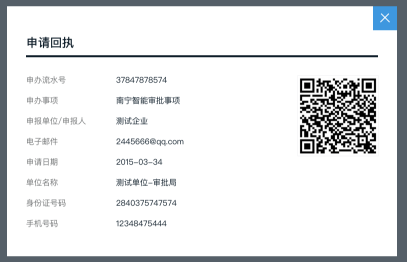 申请回执
申办流水号 37847878574
申办事项 南宁智能审批事项
申报单位/申报人 测试企业
电子邮件 2445666@qq.com
申请日期 2015-03-34
单位名称 测试单位-审批局
身份证号码 2840375747574
手机号码 12348475444